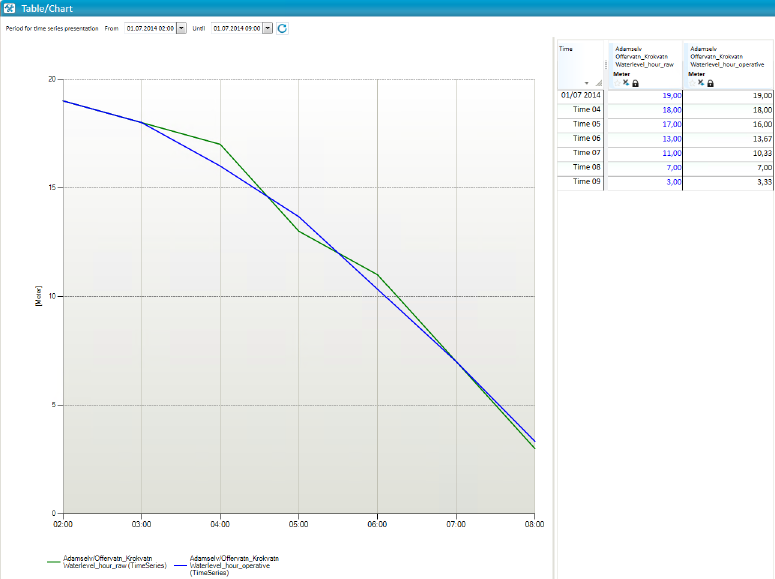 Table/Chart
Period for time series presentation From 01.07.2014 02:00 Until 01.07.2014 09:00
20
15
10
5
0
[Meter]
02:00 03:00 04:00 05:00 06:00 07:00 08:00
Adamselv/Offervatn_Krokvatn
Waterlevel_hour_raw (TimeSeries)
Adamselv/Offervatn_Krokvatn
Waterlevel_hour_operative
(TimeSeries)
Time
Adamselv
Offervatn_Krokvatn
Waterlevel_hour_raw
Meter
Adamselv
Offervatn_Krokvatn
Waterlevel_hour_operative
Meter
01/07 2014 19,00 19,00
Time 04 18,00 18,00
Time 05 17,00 16,00
Time 06 13,00 13,67
Time 07 11,00 10,33
Time 08 7,00 7,00
Time 09 3,00 3,33